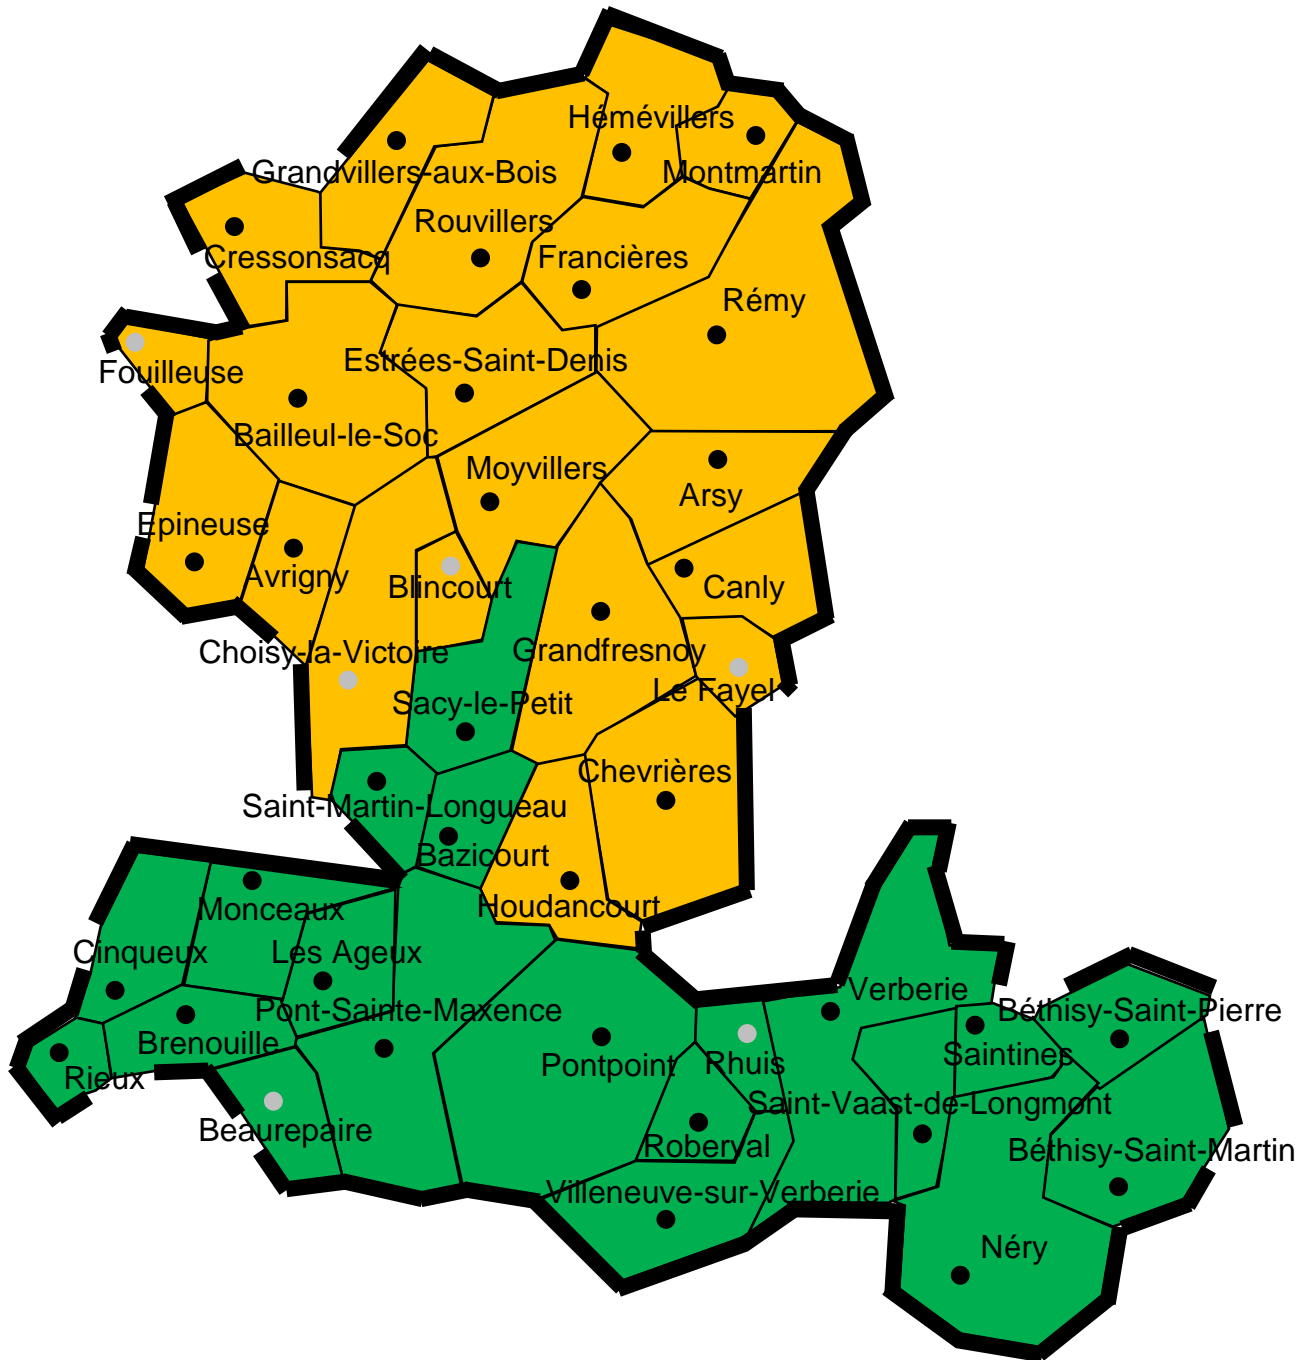 Hémévillers
Grandvillers-aux-Bois
Montmartin
Rouvillers
Cressonsacq
Francières
Rémy
Estrées-Saint-Denis
Fouilleuse
Bailleul-le-Soc
Moyvillers
Arsy
Epineuse
Avrigny
Blincourt
Canly
Choisy-la-Victoire
Grandfresnoy
Le Fayel
Sacy-le-Petit
Chevrières
Saint-Martin-Longueau
Bazicourt
Houdancourt
Monceaux
Cinqueux
Les Ageux
Verberie
Pont-Sainte-Maxence
Béthisy-Saint-Pierre
Brenouille
Saintines
Pontpoint
Rhuis
Rieux
Saint-Vaast-de-Longmont
Beaurepaire
Roberval
Béthisy-Saint-Martin
Villeneuve-sur-Verberie
Néry